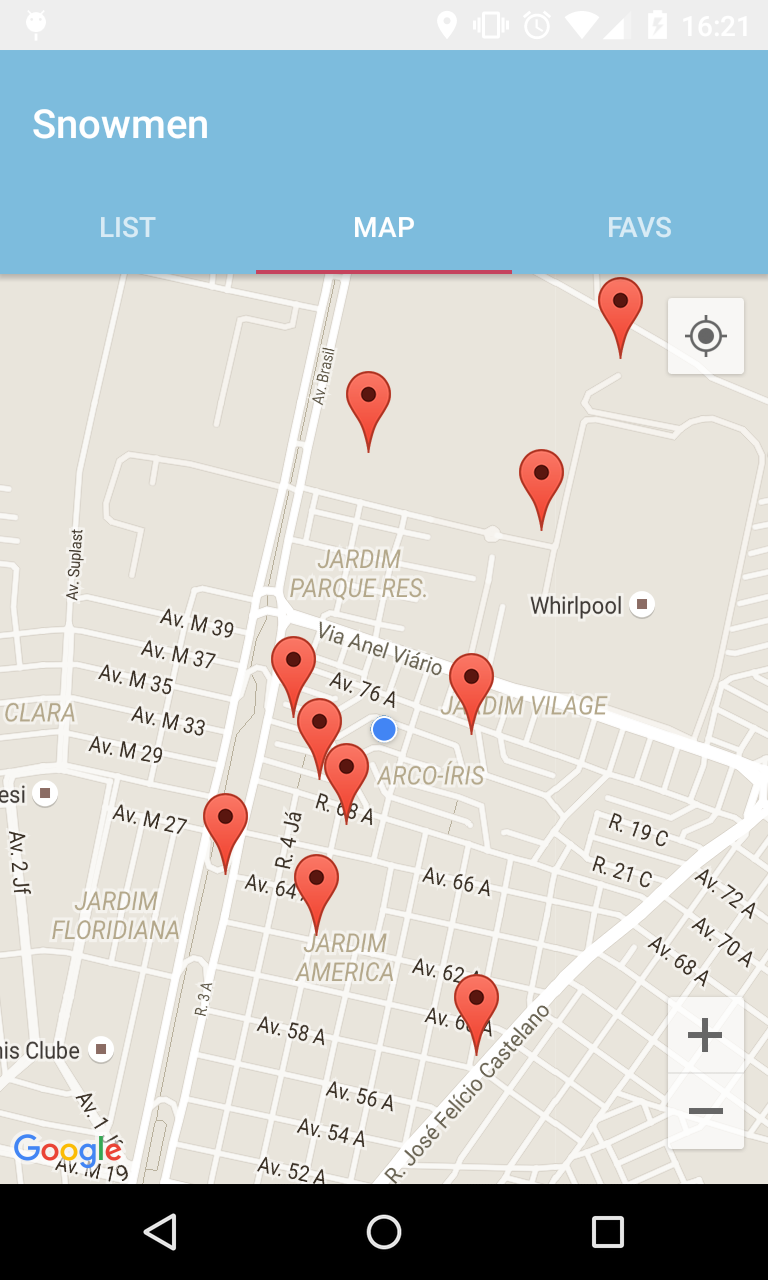 16:21
Snowmen
LIST
MAP
FAVS
Av. Brasil
Av. Suplast
JARDIM
PARQUE RES.
Whirlpool
Av. M 39
Via Anel Viário
Av. M 37
Av. M 35
Av. 76 A
CLARA
Av. M 33
JARDIM VILAGE
Av. M 29
ARCO-ÍRIS
esi
R. 68 A
Av. M 27
R. 4 Já
R. 19 C
Av. 2 Jf
R. 21 C
Av. 64
Av. 66 A
Av. 72 A
JARDIM
FLORIDIANA
Av. 70 A
JARDIM
AMERICA
Av. 68 A
Av. 62 A
R. 3 A
Av. 60 A
Av. 58 A
nis Clube
R. José Felício Castelano
Av. 56 A
Av. 1 Jf
Av. 54 A
Google
Av. M 19
Av. 52 A